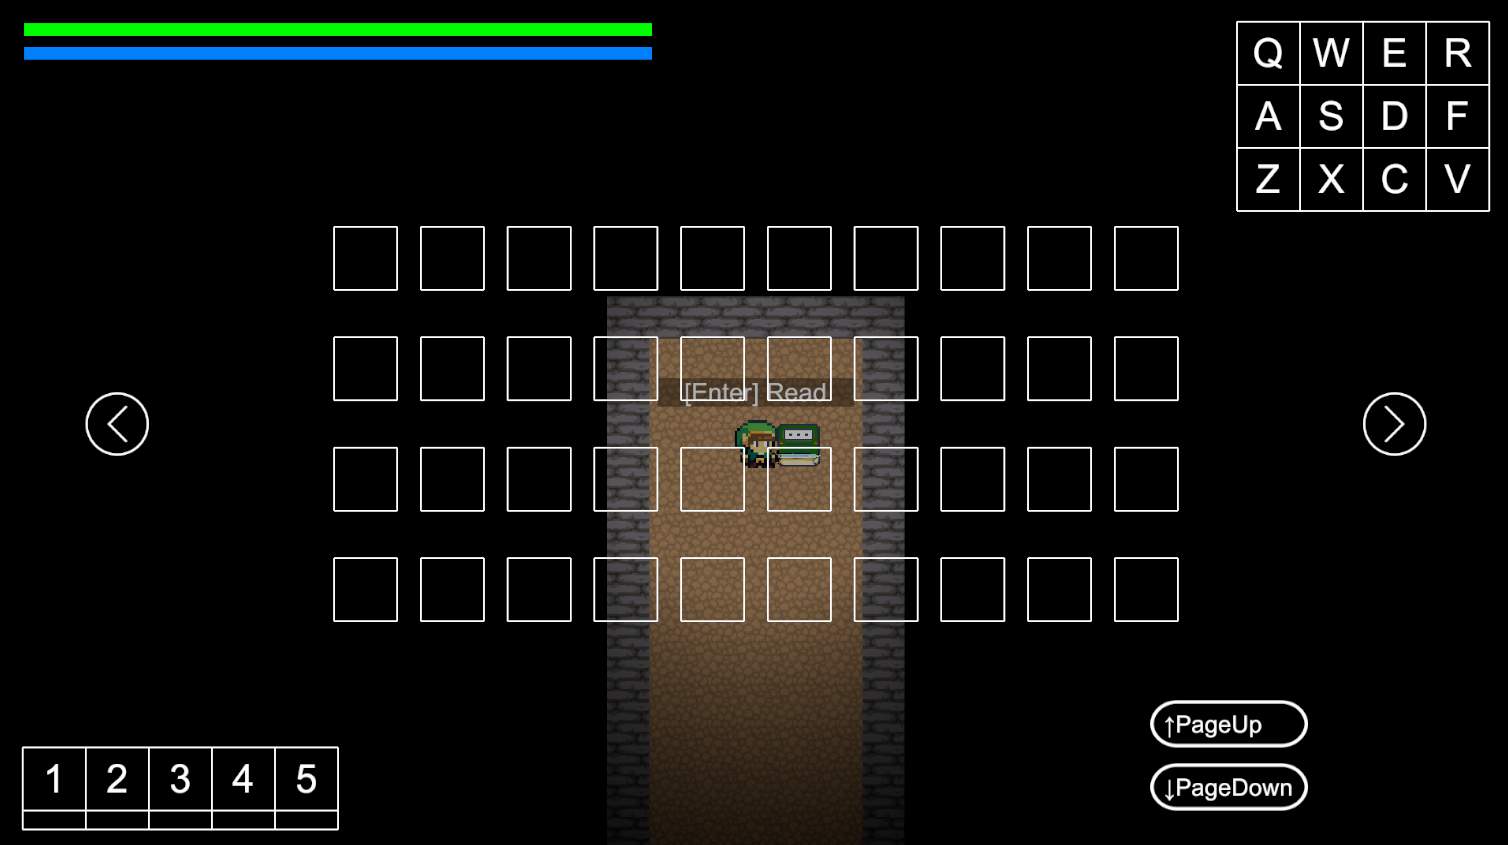 Q W E R
A S D F
Z X C V
[Enter] Read
↑PageUp
↓PageDown
1 2 3 4 5